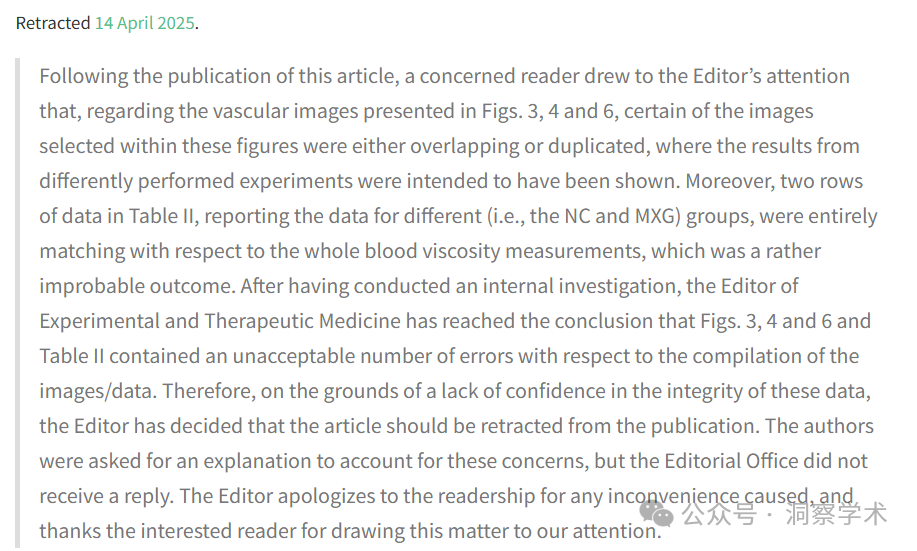 Retracted 14 April 2025.
Following the publication of this article, a concerned reader drew to the Editor’s attention
that, regarding the vascular images presented in Figs. 3, 4 and 6, certain of the images
selected within these figures were either overlapping or duplicated, where the results from
differently performed experiments were intended to have been shown. Moreover, two rows
of data in Table II, reporting the data for different (i.e., the NC and MXG) groups, were entirely
matching with respect to the whole blood viscosity measurements, which was a rather
improbable outcome. After having conducted an internal investigation, the Editor of
Experimental and Therapeutic Medicine has reached the conclusion that Figs. 3, 4 and 6 and
Table II contained an unacceptable number of errors with respect to the compilation of the
images/data. Therefore, on the grounds of a lack of confidence in the integrity of these data,
the Editor has decided that the article should be retracted from the publication. The authors
were asked for an explanation to account for these concerns, but the Editorial Office did not
receive a reply. The Editor apologizes to the readership for any inconvenience caused, and
thanks the interested reader for drawing this matter to our attention.
公众号 · 洞察学术